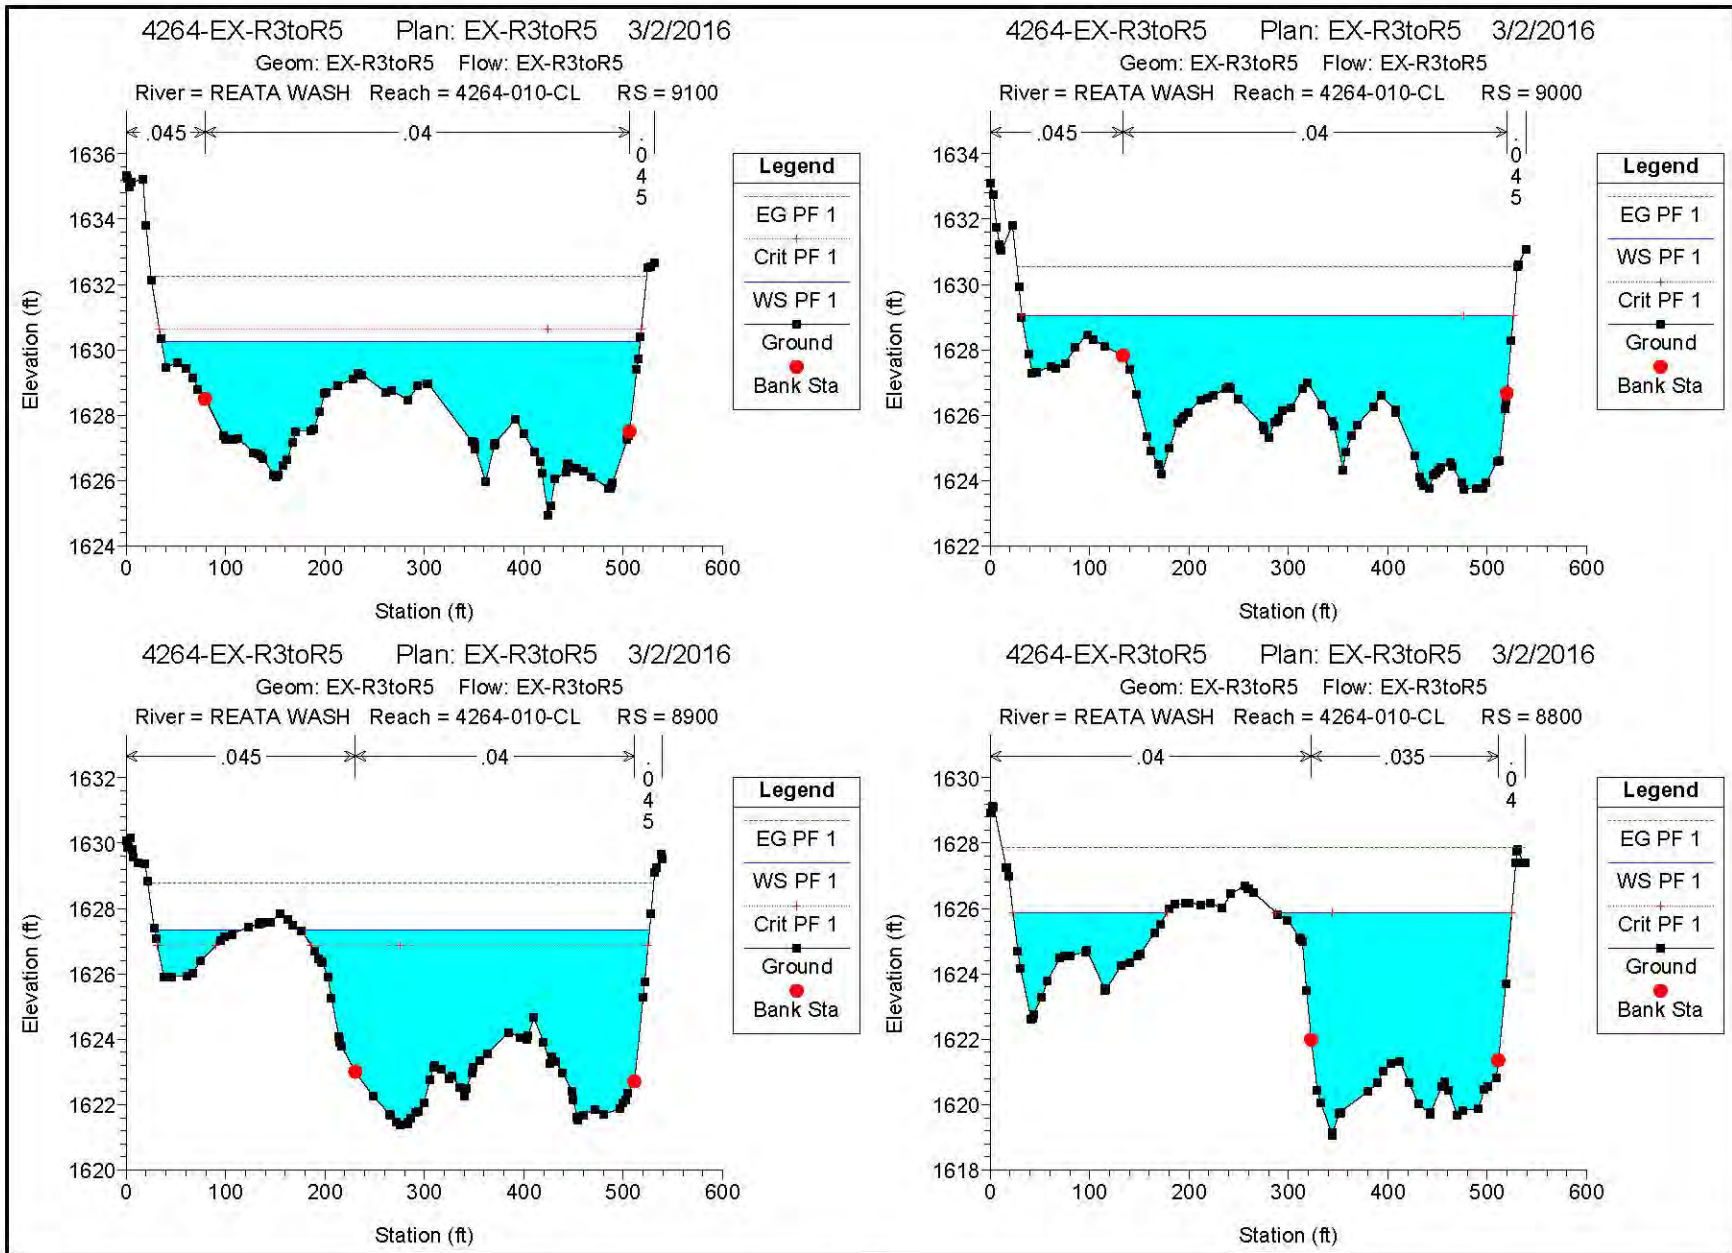 4264-EX-R3toR5 Plan: EX-R3toR5 3/2/2016
Geom: EX-R3toR5 Flow: EX-R3toR5
River = REATA WASH Reach = 4264-010-CL RS = 9100
.045
.04
.045
1636
1634
1632
1630
1628
1626
1624
Elevation (ft)
0 100 200 300 400 500 600
Station (ft)
Legend
EG PF 1
Crit PF 1
WS PF 1
Ground
Bank Sta
4264-EX-R3toR5 Plan: EX-R3toR5 3/2/2016
Geom: EX-R3toR5 Flow: EX-R3toR5
River = REATA WASH Reach = 4264-010-CL RS = 9000
.045
.04
.045
1634
1632
1630
1628
1626
1624
1622
Elevation (ft)
0 100 200 300 400 500 600
Station (ft)
Legend
EG PF 1
WS PF 1
Crit PF 1
Ground
Bank Sta
4264-EX-R3toR5 Plan: EX-R3toR5 3/2/2016
Geom: EX-R3toR5 Flow: EX-R3toR5
River = REATA WASH Reach = 4264-010-CL RS = 8900
.045
.04
.045
1632
1630
1628
1626
1624
1622
1620
Elevation (ft)
0 100 200 300 400 500 600
Station (ft)
Legend
EG PF 1
WS PF 1
Crit PF 1
Ground
Bank Sta
4264-EX-R3toR5 Plan: EX-R3toR5 3/2/2016
Geom: EX-R3toR5 Flow: EX-R3toR5
River = REATA WASH Reach = 4264-010-CL RS = 8800
.04
.035
.04
1630
1628
1626
1624
1622
1620
1618
Elevation (ft)
0 100 200 300 400 500 600
Station (ft)
Legend
EG PF 1
WS PF 1
Crit PF 1
Ground
Bank Sta